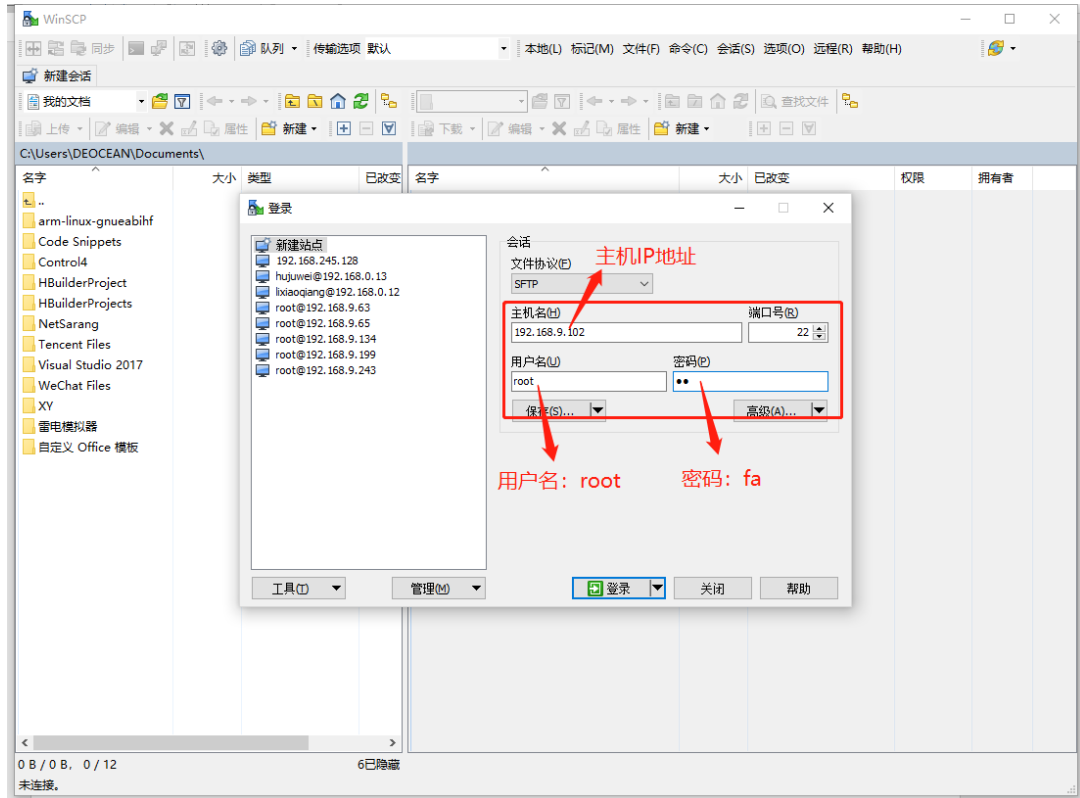 WinSCP
同步 队列 传输选项 默认 本地(L) 标记(M) 文件(F) 命令(C) 会话(S) 选项(O) 远程(R) 帮助(H)
新建会话
我的文档 查找文件
上传 编辑 属性 新建 下载 编辑 属性 新建
C:\Users\DEOCEAN\Documents\
名字 大小 类型 已改变 名字 大小 已改变 权限 拥有者
..
arm-linux-gnueabihf
Code Snippets
Control4
HBuilderProject
HBuilderProjects
NetSarang
Tencent Files
Visual Studio 2017
WeChat Files
XY
雷电模拟器
自定义 Office 模板
登录
新建站点
192.168.245.128
hujuwei@192.168.0.13
lixiaoqiang@192.168.0.12
root@192.168.9.63
root@192.168.9.65
root@192.168.9.134
root@192.168.9.199
root@192.168.9.243
会话
文件协议(F)
主机IP地址
SFTP
主机名(H) 端口号(R)
192.168.9.102 22
用户名(U) 密码(P)
root ●●
保存(S)... 高级(A)...
用户名：root 密码：fa
工具(T) 管理(M) 登录 关闭 帮助
0 B / 0 B, 0 / 12 6已隐藏
未连接。